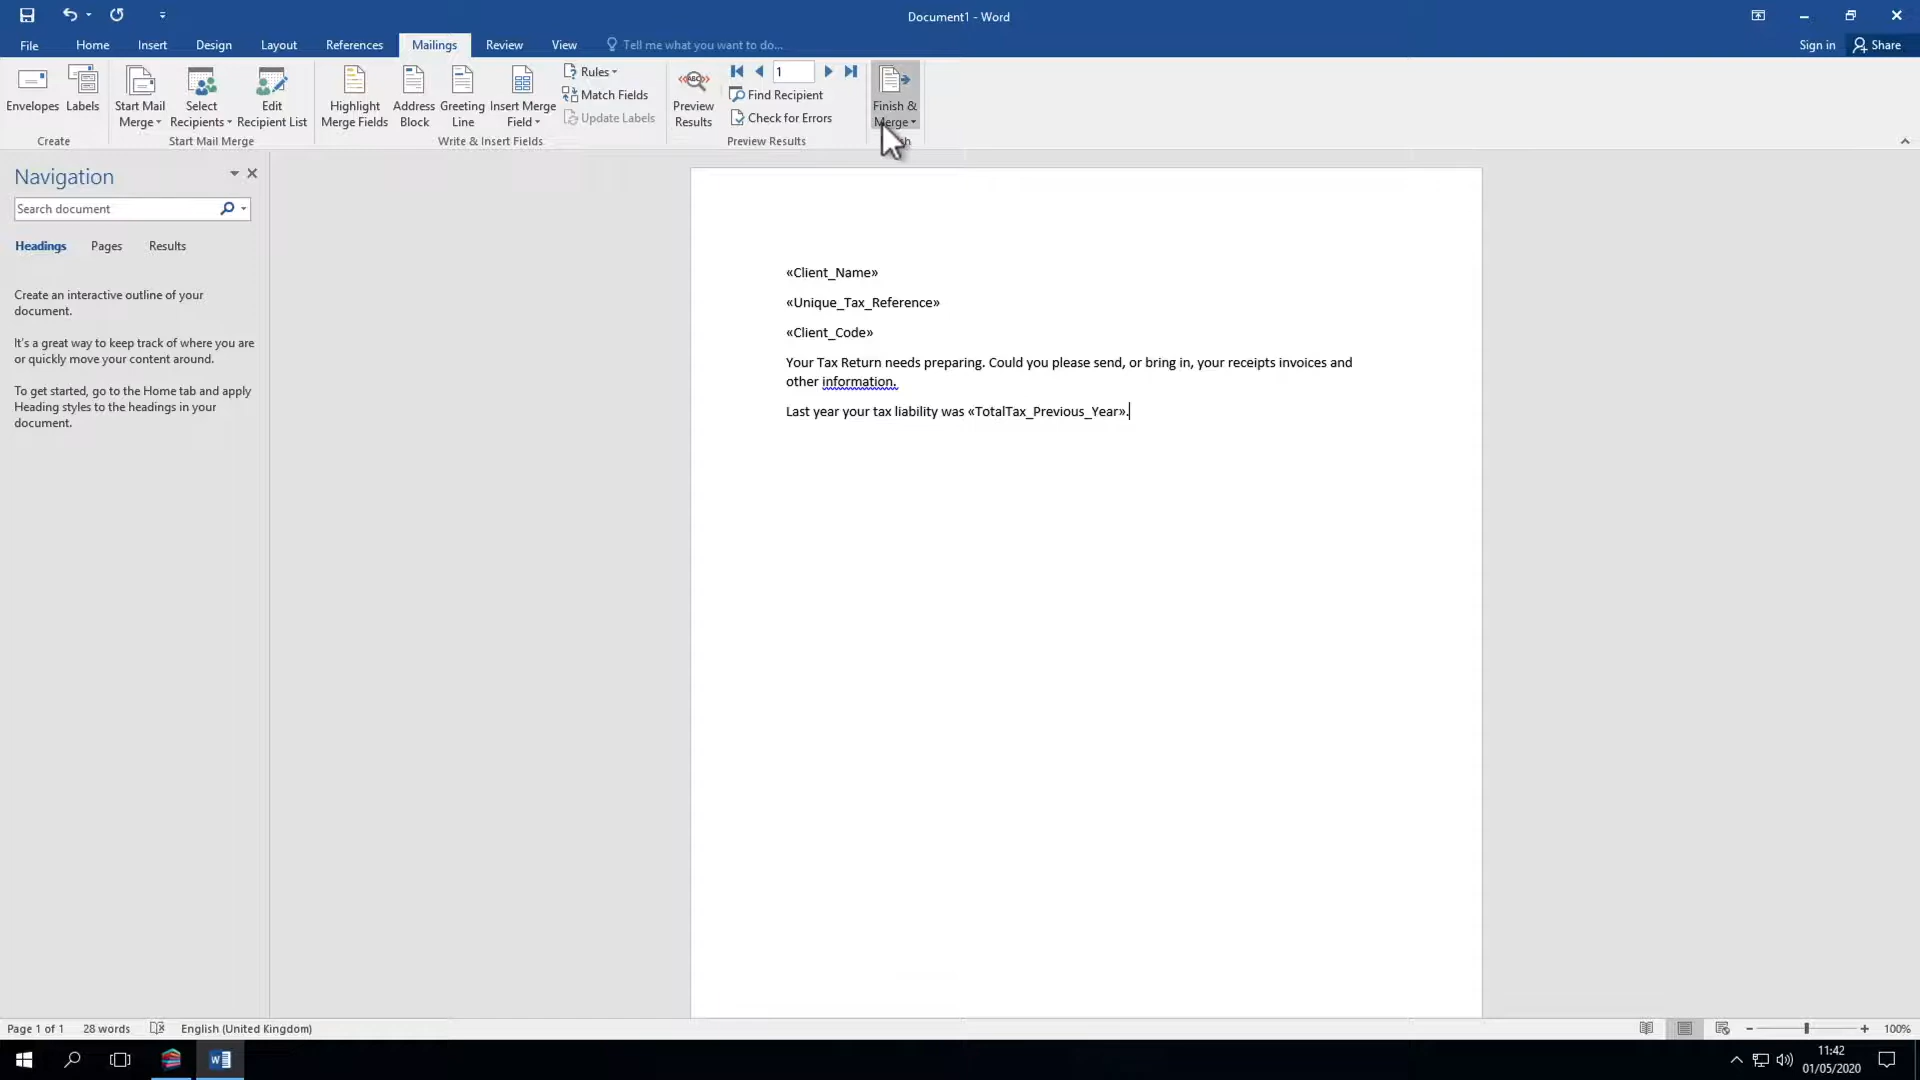 Document1 - Word
File Home Insert Design Layout References Mailings Review View Tell me what you want to do... Sign in Share
Envelopes
Labels
Create
Start Mail
Merge
Select
Recipients
Edit
Recipient List
Start Mail Merge
Highlight
Merge Fields
Address
Block
Greeting
Line
Insert Merge
Field
Rules
Match Fields
Update Labels
Write & Insert Fields
ABC
Preview
Results
1
Find Recipient
Check for Errors
Preview Results
Finish &
Merge
Navigation
Search document
Headings Pages Results
Create an interactive outline of your
document.
It's a great way to keep track of where you are
or quickly move your content around.
To get started, go to the Home tab and apply
Heading styles to the headings in your
document.
«Client_Name»
«Unique_Tax_Reference»
«Client_Code»
Your Tax Return needs preparing. Could you please send, or bring in, your receipts invoices and
other information.
Last year your tax liability was «TotalTax_Previous_Year».
Page 1 of 1 28 words English (United Kingdom) 100%
11:42
01/05/2020